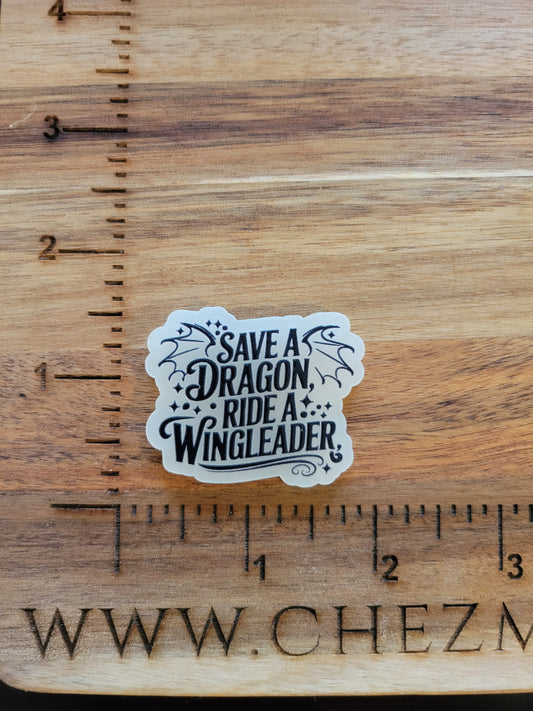 4
3
2
1
SAVE A
DRAGON,
RIDE A
WINGLEADER
1 2 3
WWW.CHEZM